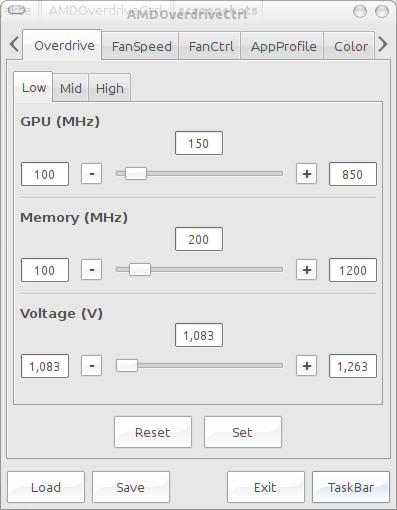 AMDOverdriveCtrl
Overdrive FanSpeed FanCtrl AppProfile Color
Low Mid High
GPU (MHz)
150
100 - + 850
Memory (MHz)
200
100 - + 1200
Voltage (V)
1,083
1,083 - + 1,263
Reset Set
Load Save Exit TaskBar